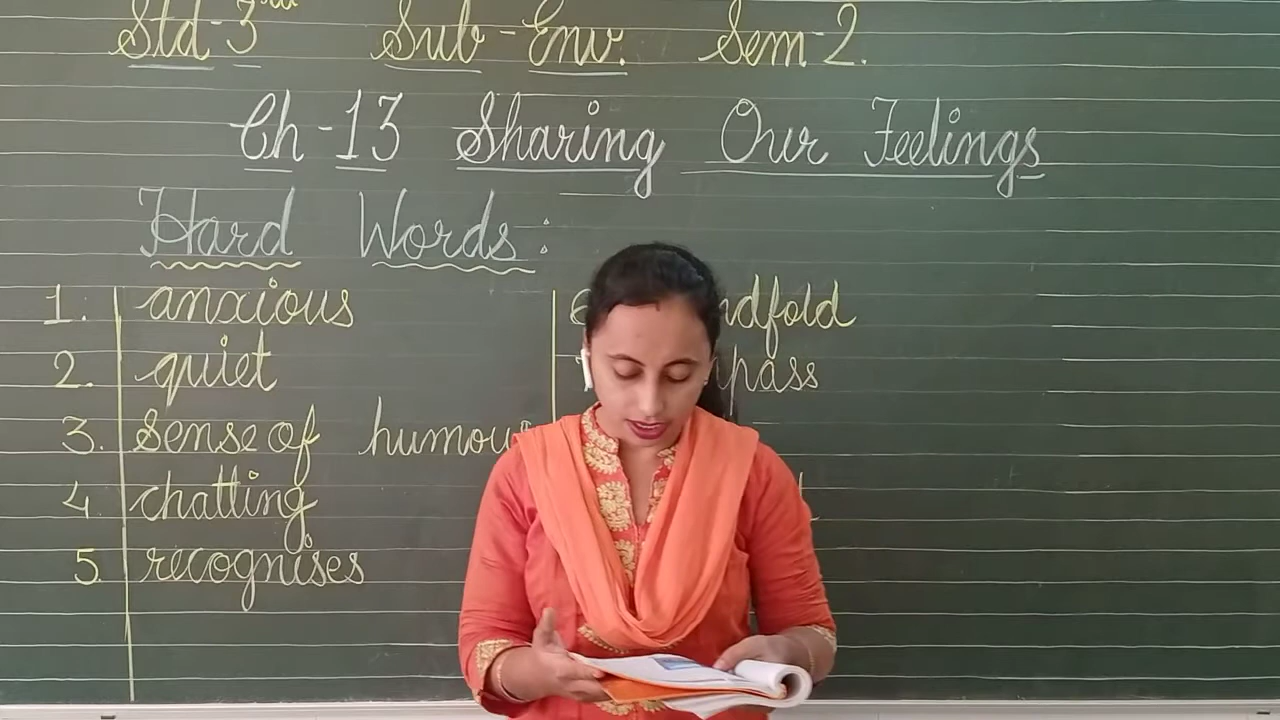 Std-3rd Sub-Env. Sem-2.
Ch-13 Sharing Our Feelings
Hard Words:
1. anxious
2. quiet
3. Sense of humour
4. chatting
5. recognises